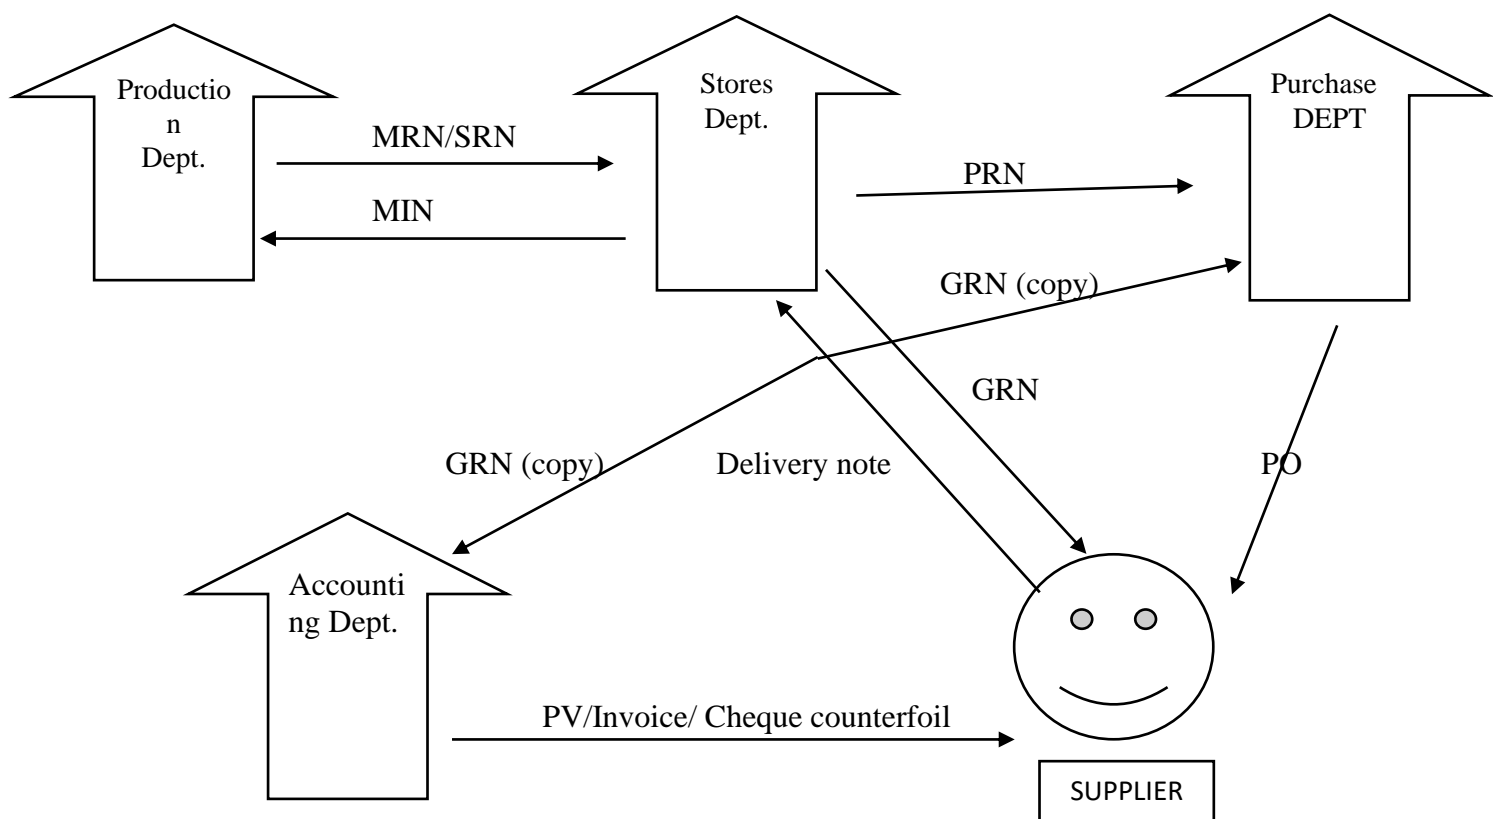 Productio
n
Dept.
Stores
Dept.
Purchase
DEPT
MRN/SRN
MIN
PRN
GRN (copy)
GRN
GRN (copy)
Delivery note
PO
Accounti
ng Dept.
PV/Invoice/ Cheque counterfoil
SUPPLIER